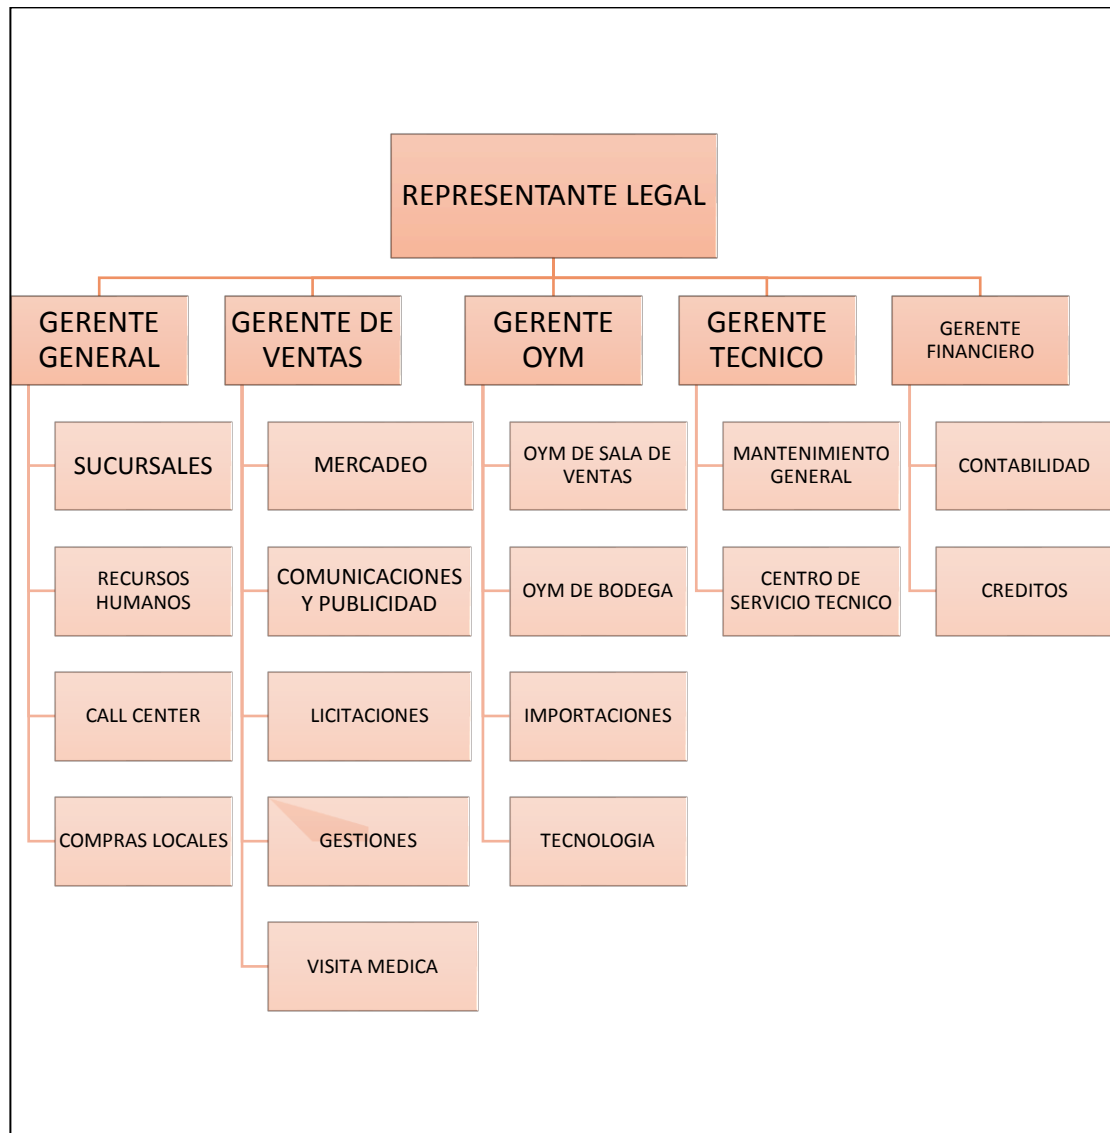 REPRESENTANTE LEGAL
GERENTE
GENERAL
SUCURSALES
RECURSOS
HUMANOS
CALL CENTER
COMPRAS LOCALES
GERENTE DE
VENTAS
MERCADEO
COMUNICACIONES
Y PUBLICIDAD
LICITACIONES
GESTIONES
VISITA MEDICA
GERENTE
OYM
OYM DE SALA DE
VENTAS
OYM DE BODEGA
IMPORTACIONES
TECNOLOGIA
GERENTE
TECNICO
MANTENIMIENTO
GENERAL
CENTRO DE
SERVICIO TECNICO
GERENTE
FINANCIERO
CONTABILIDAD
CREDITOS